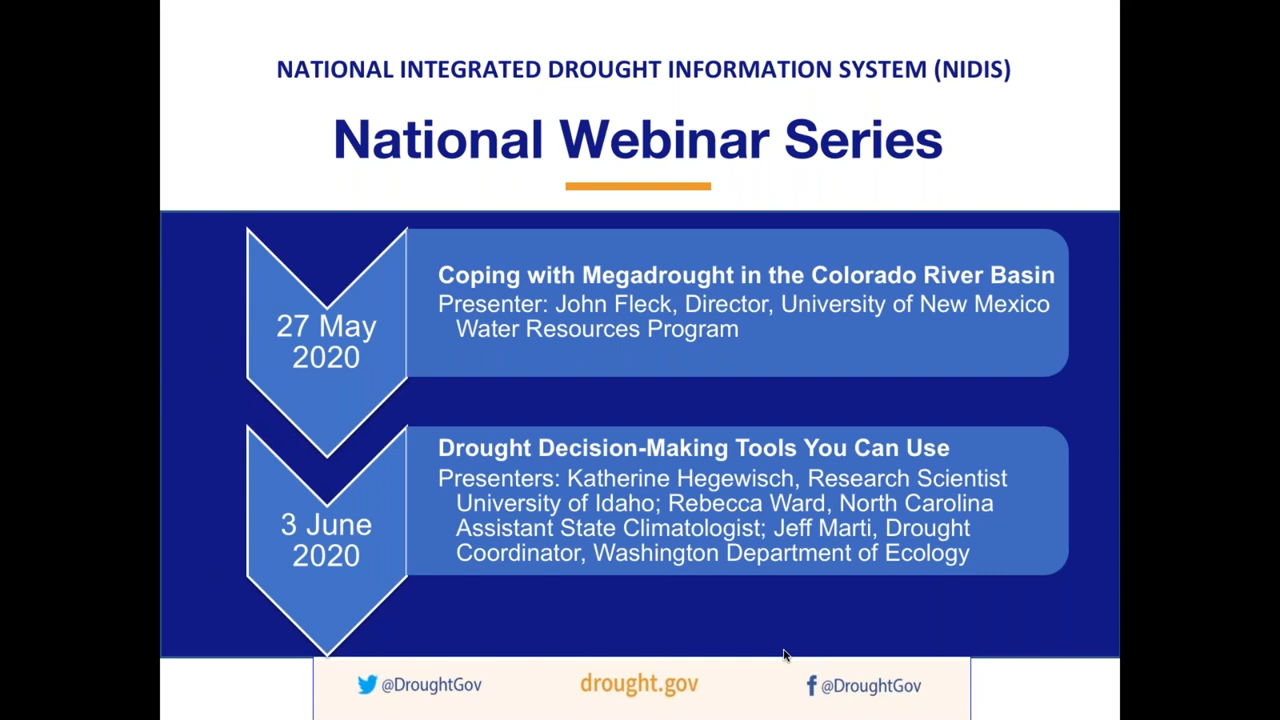 NATIONAL INTEGRATED DROUGHT INFORMATION SYSTEM (NIDIS)
National Webinar Series
27 May
2020
Coping with Megadrought in the Colorado River Basin
Presenter: John Fleck, Director, University of New Mexico
Water Resources Program
3 June
2020
Drought Decision-Making Tools You Can Use
Presenters: Katherine Hegewisch, Research Scientist
University of Idaho; Rebecca Ward, North Carolina
Assistant State Climatologist; Jeff Marti, Drought
Coordinator, Washington Department of Ecology
@DroughtGov
drought.gov
@DroughtGov